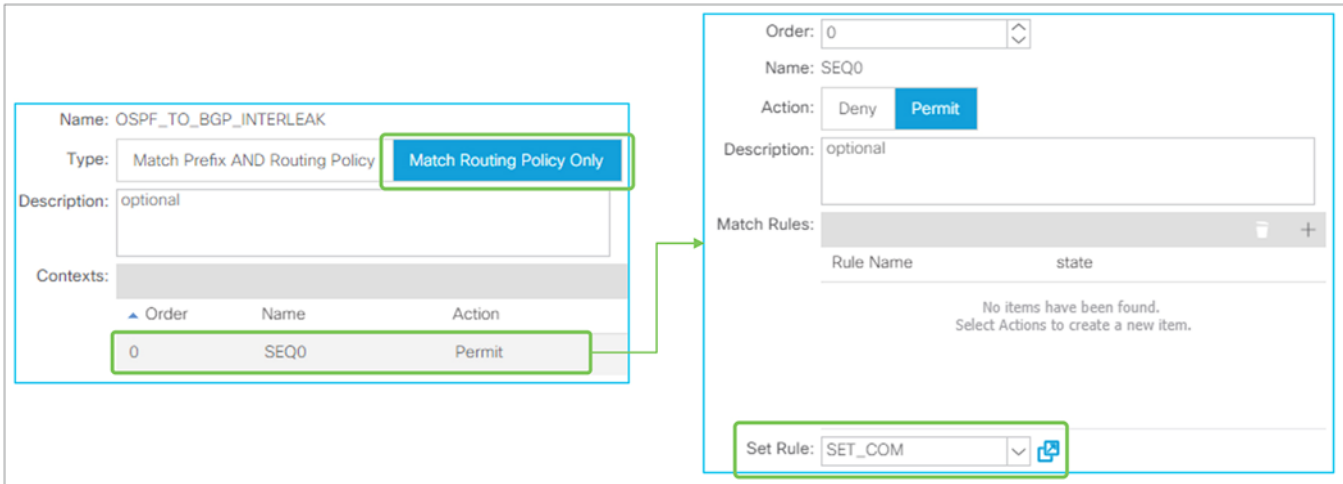 Name: OSPF_TO_BGP_INTERLEAK
Type: Match Prefix AND Routing Policy Match Routing Policy Only
Description: optional
Contexts:
Order Name Action
0 SEQ0 Permit
Order: 0
Name: SEQ0
Action: Deny Permit
Description: optional
Match Rules:
Rule Name state
No items have been found.
Select Actions to create a new item.
Set Rule: SET_COM